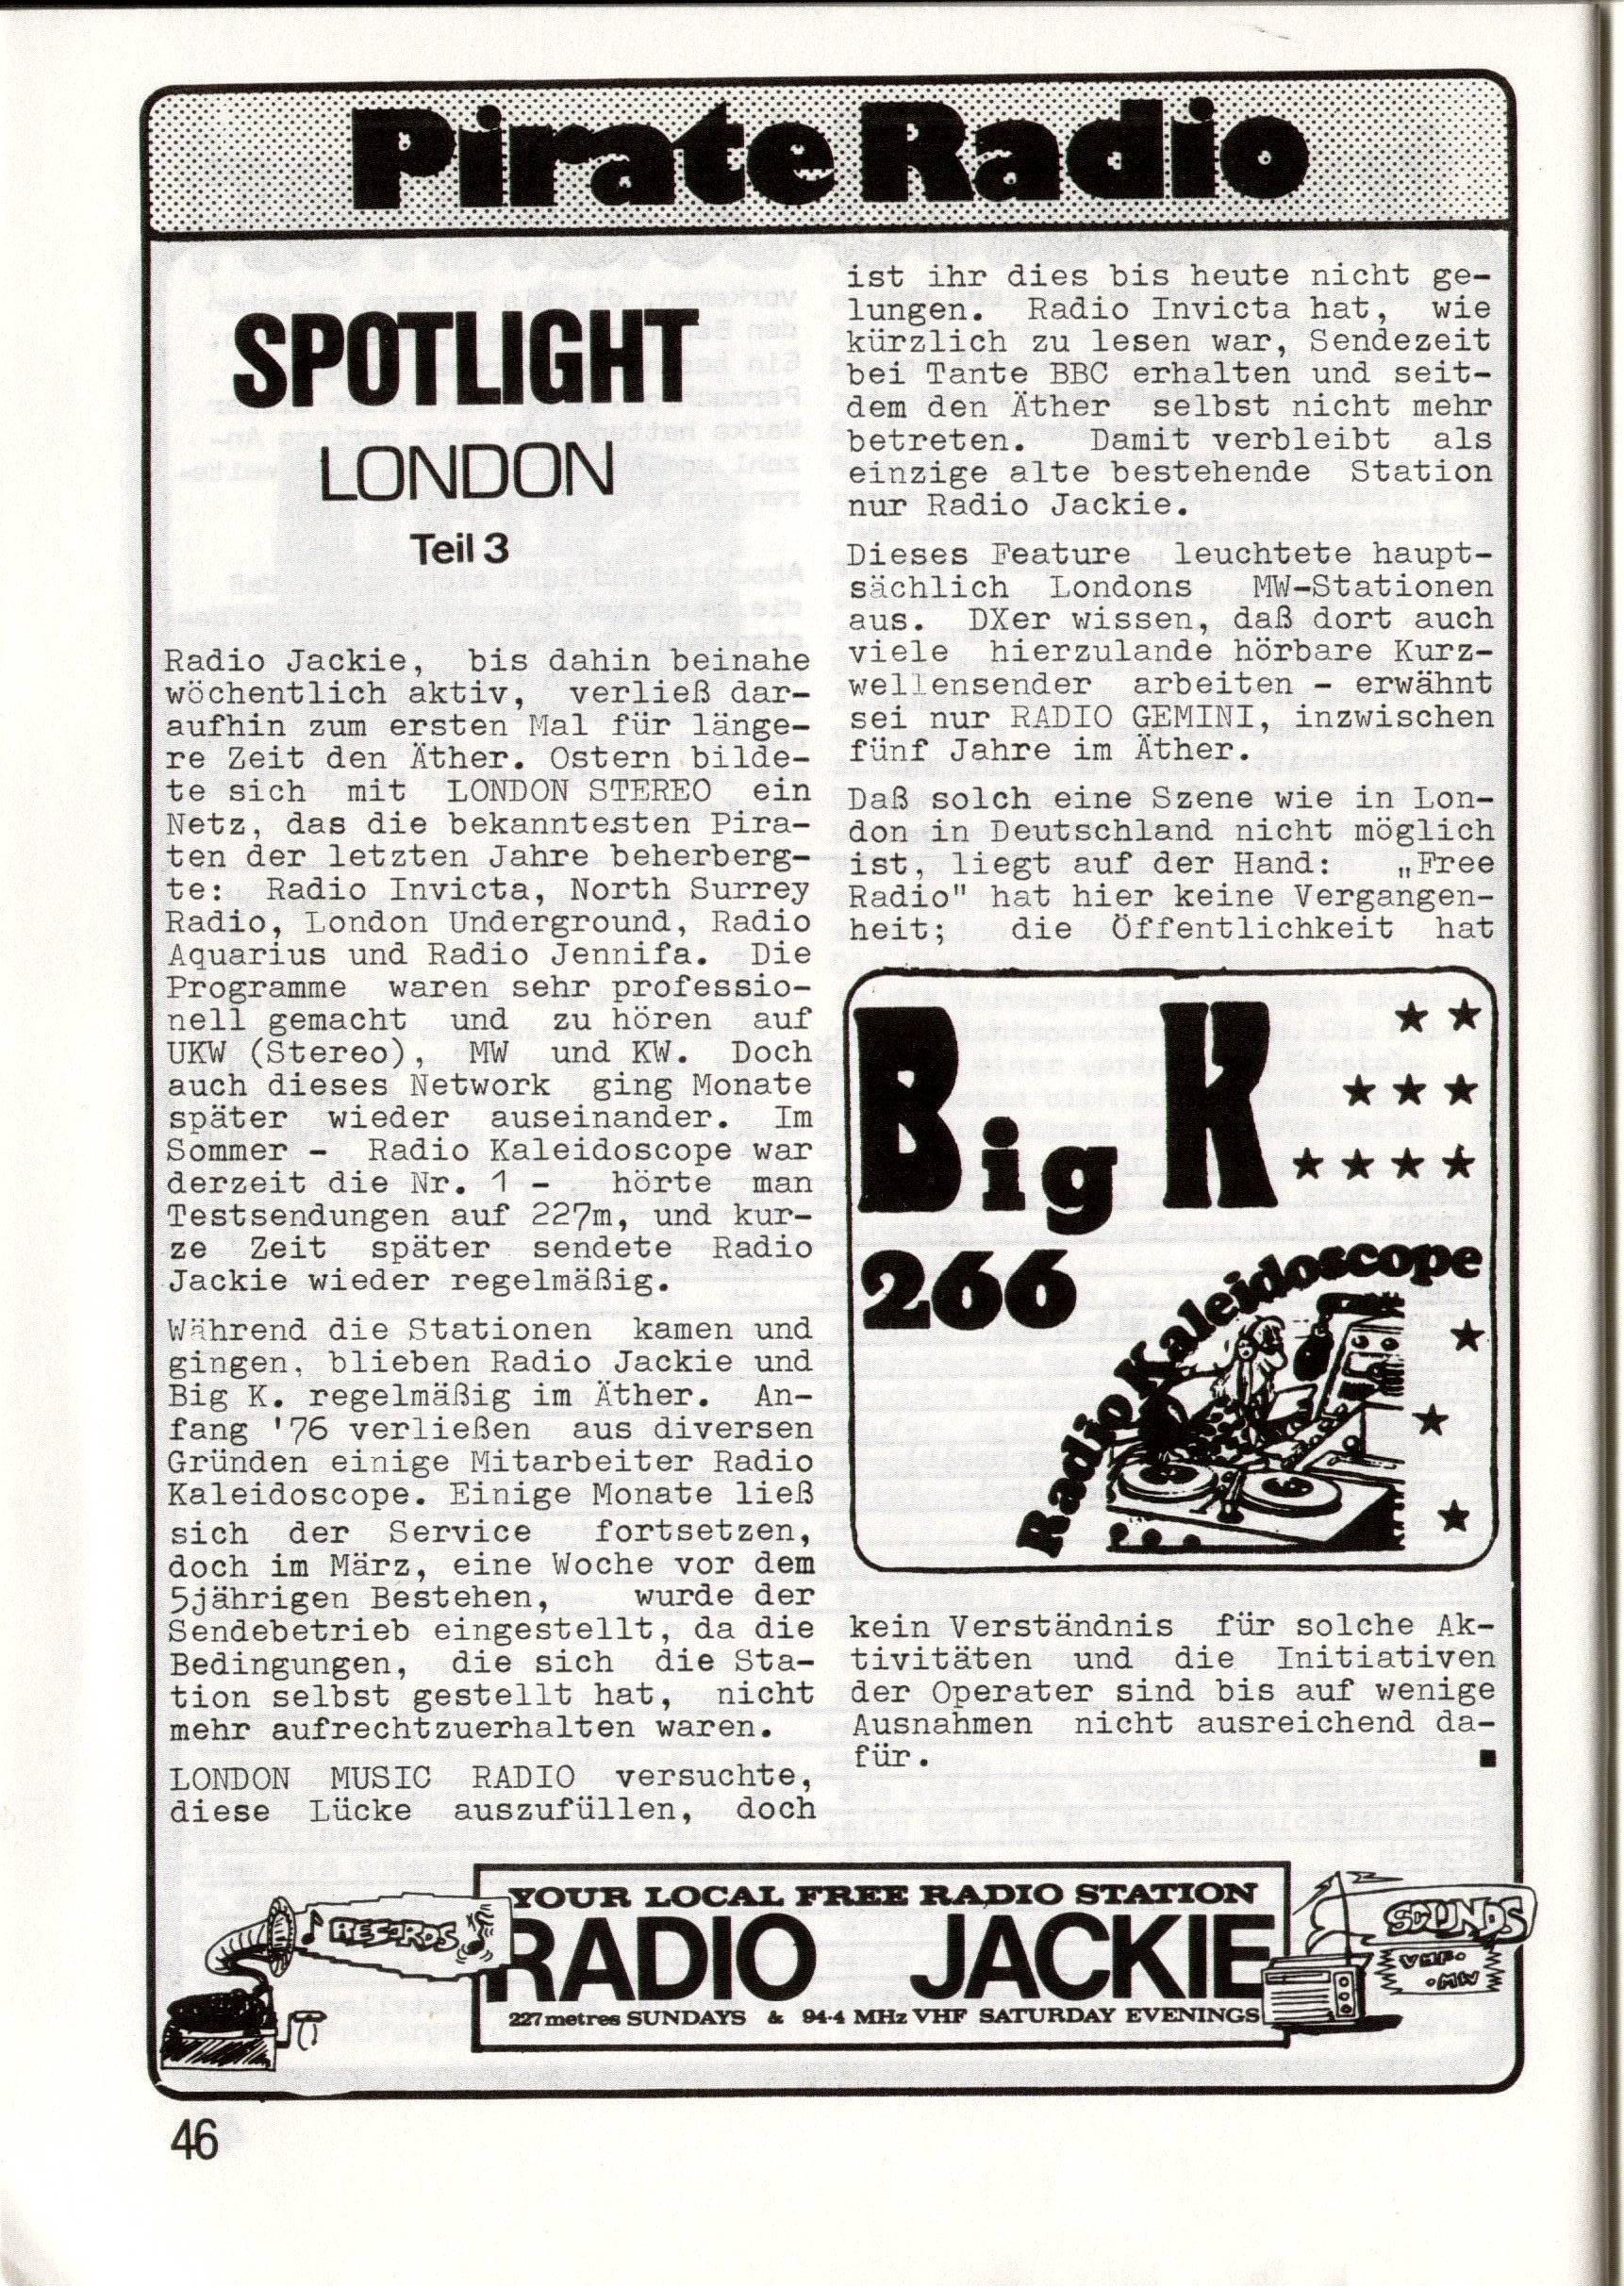 Pirate Radio
SPOTLIGHT
LONDON
Teil 3
Radio Jackie, bis dahin beinahe
wöchentlich aktiv, verließ dar-
aufhin zum ersten Mal für länge-
re Zeit den Äther. Ostern bilde-
te sich mit LONDON STEREO ein
Netz, das die bekanntesten Pira-
ten der letzten Jahre beherberg-
te: Radio Invicta, North Surrey
Radio, London Underground, Radio
Aquarius und Radio Jennifa. Die
Programme waren sehr professio-
nell gemacht und zu hören auf
UKW (Stereo), MW und KW. Doch
auch dieses Network ging Monate
später wieder auseinander. Im
Sommer - Radio Kaleidoscope war
derzeit die Nr. 1 - hörte man
Testsendungen auf 227m, und kur-
ze Zeit später sendete Radio
Jackie wieder regelmäßig.
Während die Stationen kamen und
gingen, blieben Radio Jackie und
Big K. regelmäßig im Äther. An-
fang '76 verließen aus diversen
Gründen einige Mitarbeiter Radio
Kaleidoscope. Einige Monate ließ
sich der Service fortsetzen,
doch im März, eine Woche vor dem
5jährigen Bestehen, wurde der
Sendebetrieb eingestellt, da die
Bedingungen, die sich die Sta-
tion selbst gestellt hat, nicht
mehr aufrechtzuerhalten waren.
LONDON MUSIC RADIO versuchte,
diese Lücke auszufüllen, doch
ist ihr dies bis heute nicht ge-
lungen. Radio Invicta hat, wie
kürzlich zu lesen war, Sendezeit
bei Tante BBC erhalten und seit-
dem den Äther selbst nicht mehr
betreten. Damit verbleibt als
einzige alte bestehende Station
nur Radio Jackie.
Dieses Feature leuchtete haupt-
sächlich Londons MW-Stationen
aus. DXer wissen, daß dort auch
viele hierzulande hörbare Kurz-
wellensender arbeiten - erwähnt
sei nur RADIO GEMINI, inzwischen
fünf Jahre im Äther.
Daß solch eine Szene wie in Lon-
don in Deutschland nicht möglich
ist, liegt auf der Hand: „Free
Radio" hat hier keine Vergangen-
heit; die Öffentlichkeit hat
Big K
266
Radio Kaleidoscope
kein Verständnis für solche Ak-
tivitäten und die Initiativen
der Operater sind bis auf wenige
Ausnahmen nicht ausreichend da-
für.
RECORDS
YOUR LOCAL FREE RADIO STATION
RADIO JACKIE
227metres SUNDAYS & 94·4 MHz VHF SATURDAY EVENINGS
SOUNDS
VHF.
.MW
46